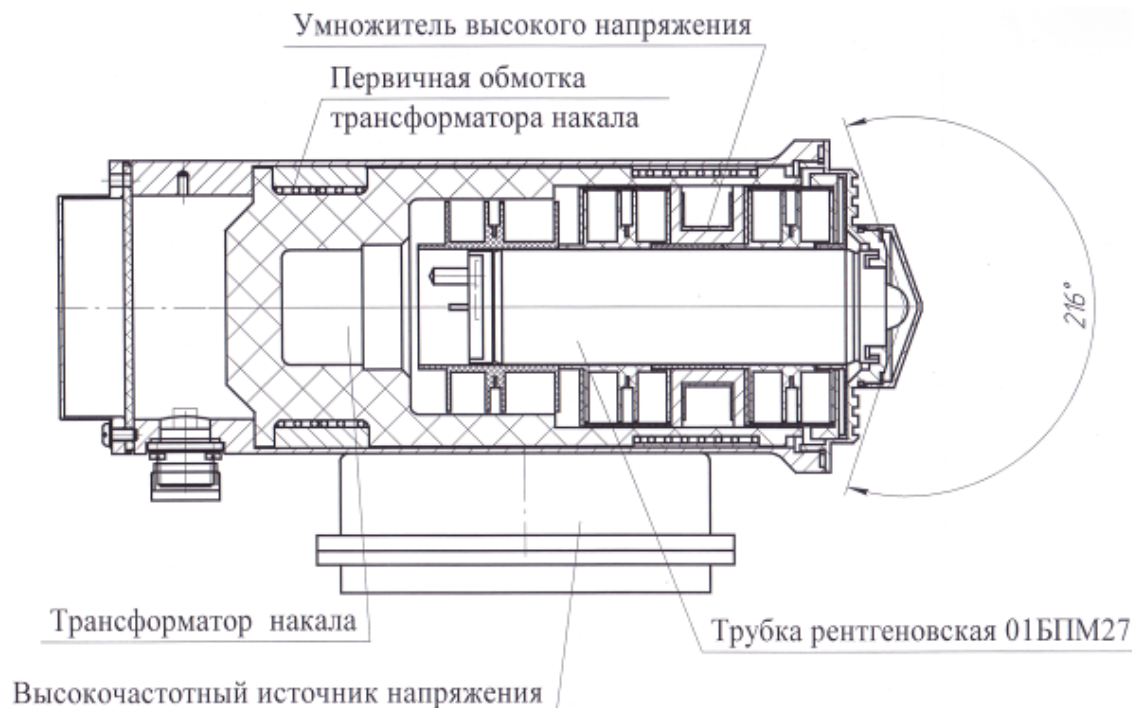 Умножитель высокого напряжения
Первичная обмотка
трансформатора накала
216°
Трансформатор накала
Трубка рентгеновская 01БПМ27
Высокочастотный источник напряжения